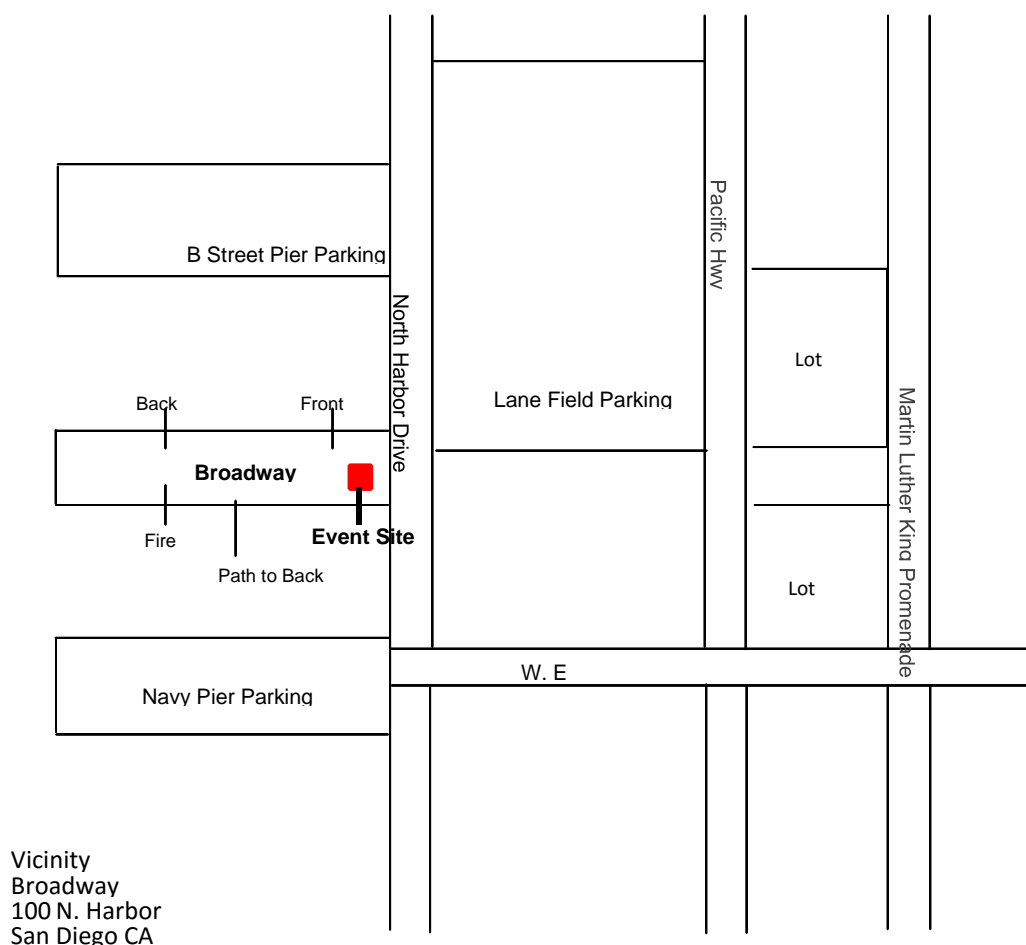 Pacific Hwy
B Street Pier Parking
North Harbor Drive
Lot
Lane Field Parking
Martin Luther King Promenade
Back
Front
Broadway
Event Site
Fire
Path to Back
Lot
W. E
Navy Pier Parking
Vicinity
Broadway
100 N. Harbor
San Diego CA